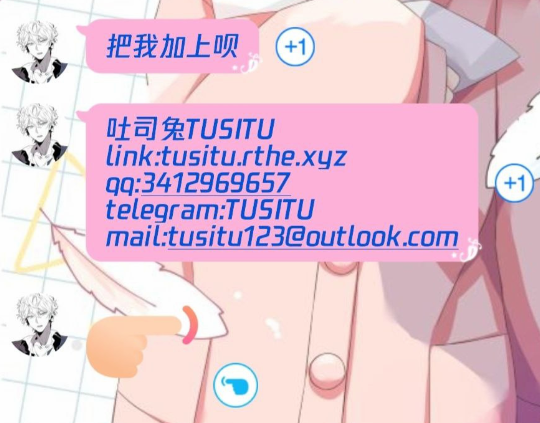 把我加上呗
+1
吐司兔TUSITU
link:tusitu.rthe.xyz
qq:3412969657
telegram:TUSITU
mail:tusitu123@outlook.com
+1